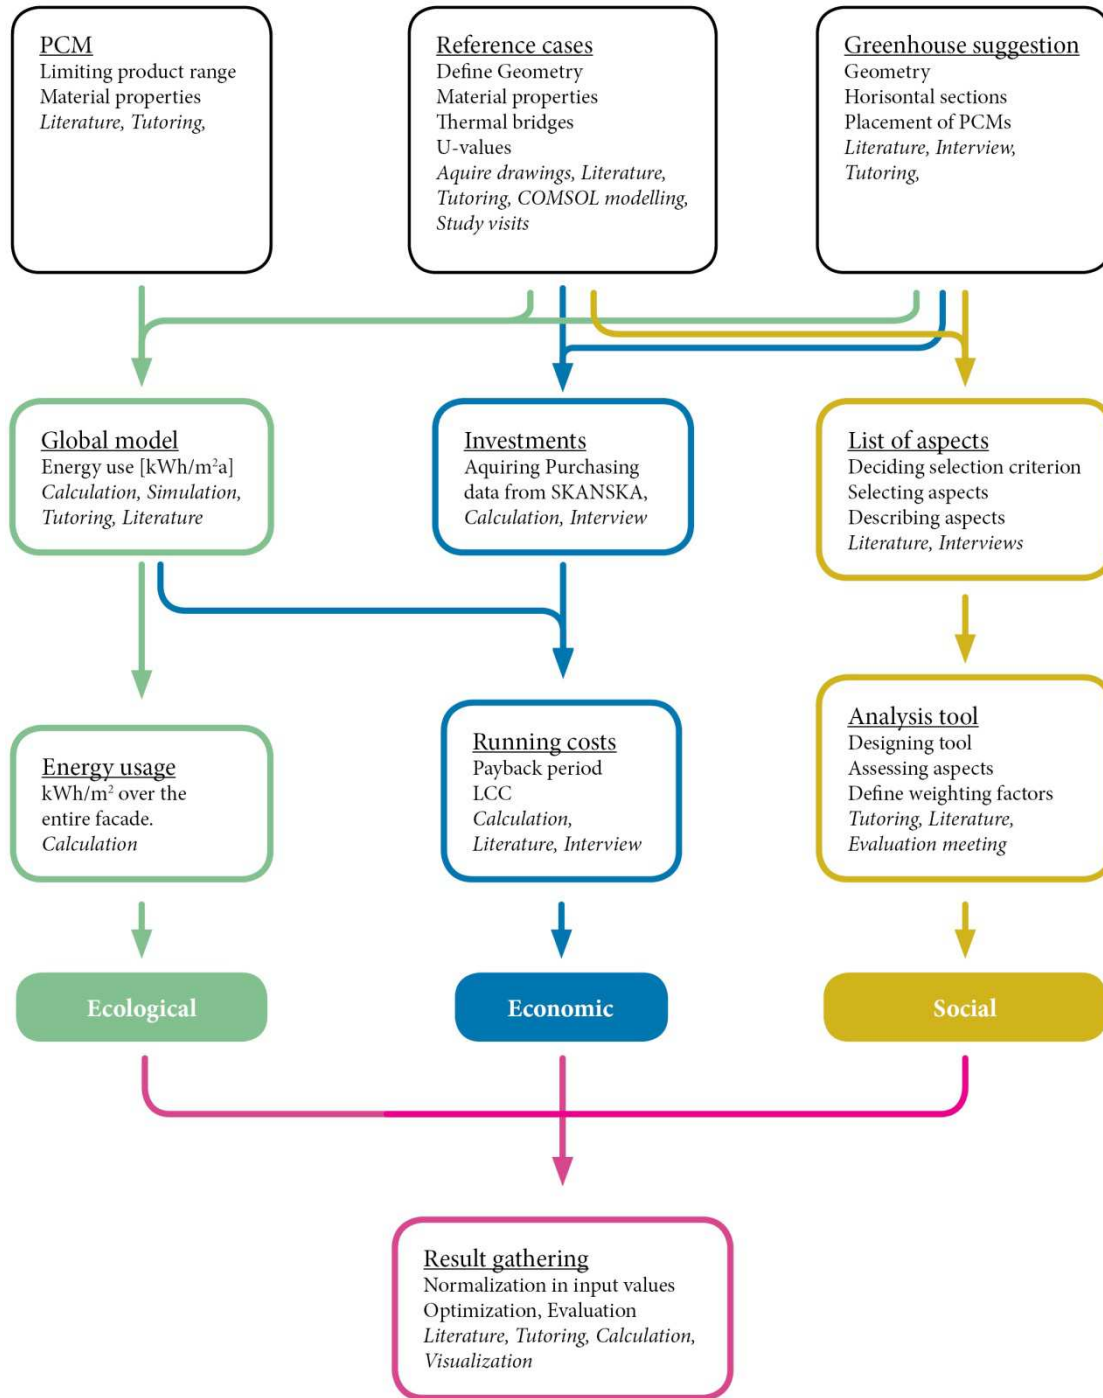 PCM
Limiting product range
Material properties
Literature, Tutoring,
Reference cases
Define Geometry
Material properties
Thermal bridges
U-values
Aquire drawings, Literature,
Tutoring, COMSOL modelling,
Study visits
Greenhouse suggestion
Geometry
Horisontal sections
Placement of PCMs
Literature, Interview,
Tutoring,
Global model
Energy use [kWh/m²a]
Calculation, Simulation,
Tutoring, Literature
Investments
Aquiring Purchasing
data from SKANSKA,
Calculation, Interview
List of aspects
Deciding selection criterion
Selecting aspects
Describing aspects
Literature, Interviews
Energy usage
kWh/m² over the
entire facade.
Calculation
Running costs
Payback period
LCC
Calculation,
Literature, Interview
Analysis tool
Designing tool
Assessing aspects
Define weighting factors
Tutoring, Literature,
Evaluation meeting
Ecological
Economic
Social
Result gathering
Normalization in input values
Optimization, Evaluation
Literature, Tutoring, Calculation,
Visualization